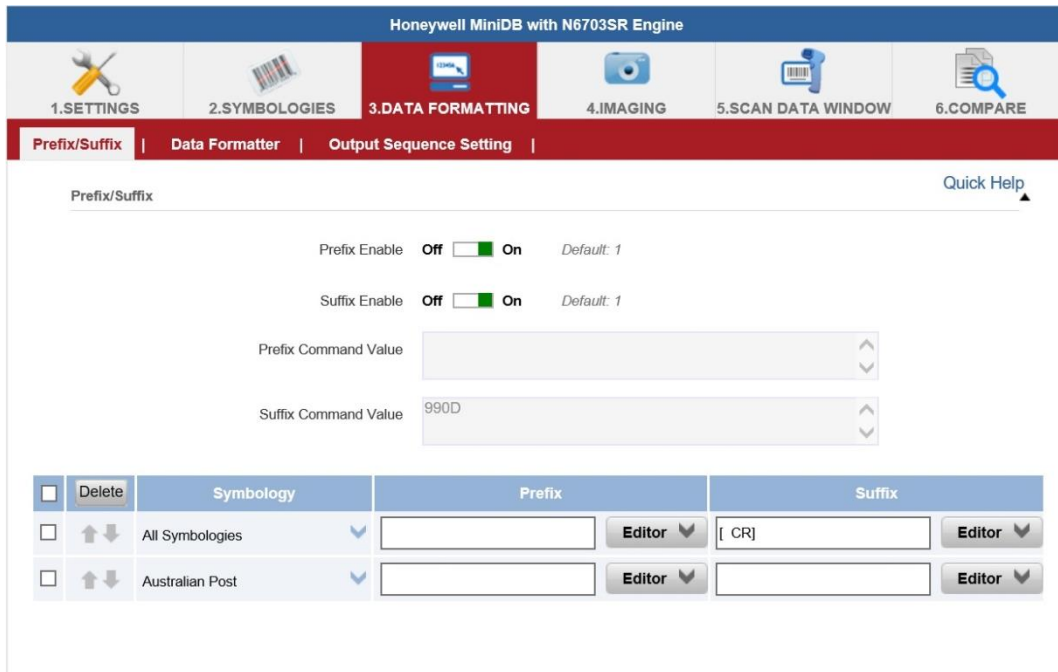 Honeywell MiniDB with N6703SR Engine
1.SETTINGS 2.SYMBOLOGIES 3.DATA FORMATTING 4.IMAGING 5.SCAN DATA WINDOW 6.COMPARE
Prefix/Suffix | Data Formatter | Output Sequence Setting |
Quick Help
Prefix/Suffix
Prefix Enable Off On Default: 1
Suffix Enable Off On Default: 1
Prefix Command Value
Suffix Command Value 990D
Delete Symbology Prefix Suffix
All Symbologies Editor [ CR] Editor
Australian Post Editor Editor